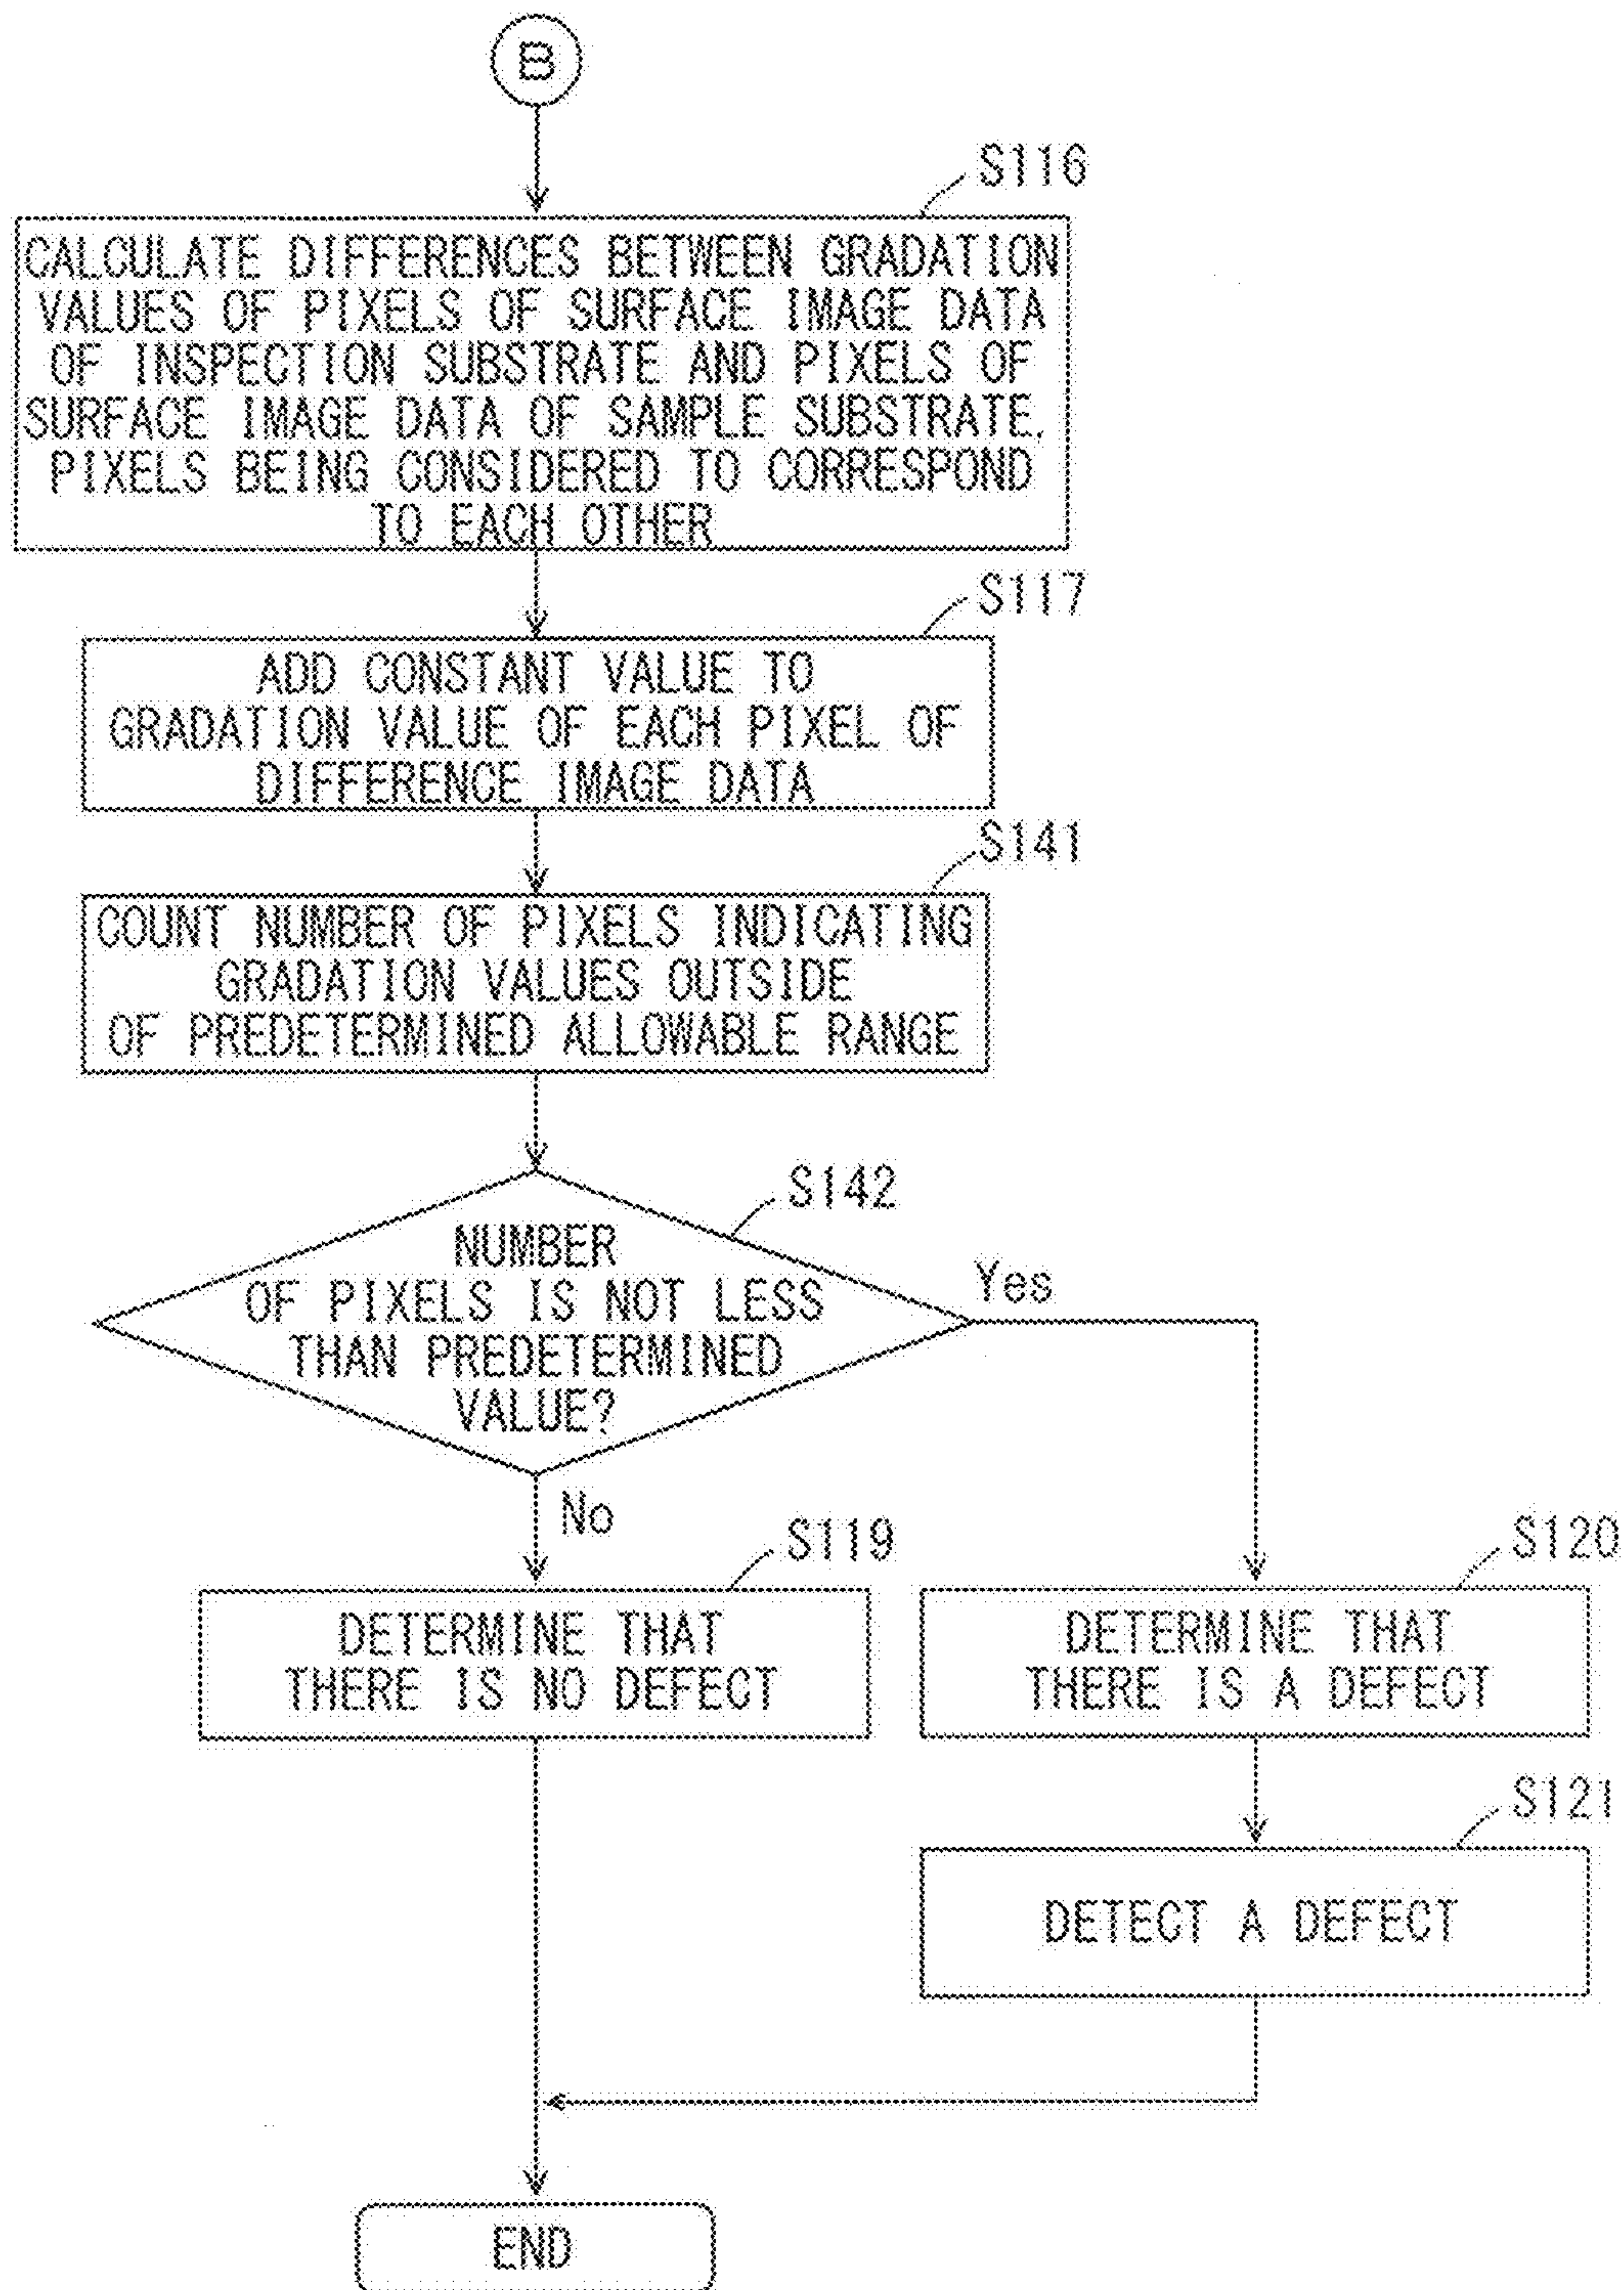 B
S116
CALCULATE DIFFERENCES BETWEEN GRADATION
VALUES OF PIXELS OF SURFACE IMAGE DATA
OF INSPECTION SUBSTRATE AND PIXELS OF
SURFACE IMAGE DATA OF SAMPLE SUBSTRATE,
PIXELS BEING CONSIDERED TO CORRESPOND
TO EACH OTHER
S117
ADD CONSTANT VALUE TO
GRADATION VALUE OF EACH PIXEL OF
DIFFERENCE IMAGE DATA
S141
COUNT NUMBER OF PIXELS INDICATING
GRADATION VALUES OUTSIDE
OF PREDETERMINED ALLOWABLE RANGE
S142
NUMBER
OF PIXELS IS NOT LESS
THAN PREDETERMINED
VALUE?
Yes
No
S119
DETERMINE THAT
THERE IS NO DEFECT
S120
DETERMINE THAT
THERE IS A DEFECT
S121
DETECT A DEFECT
END